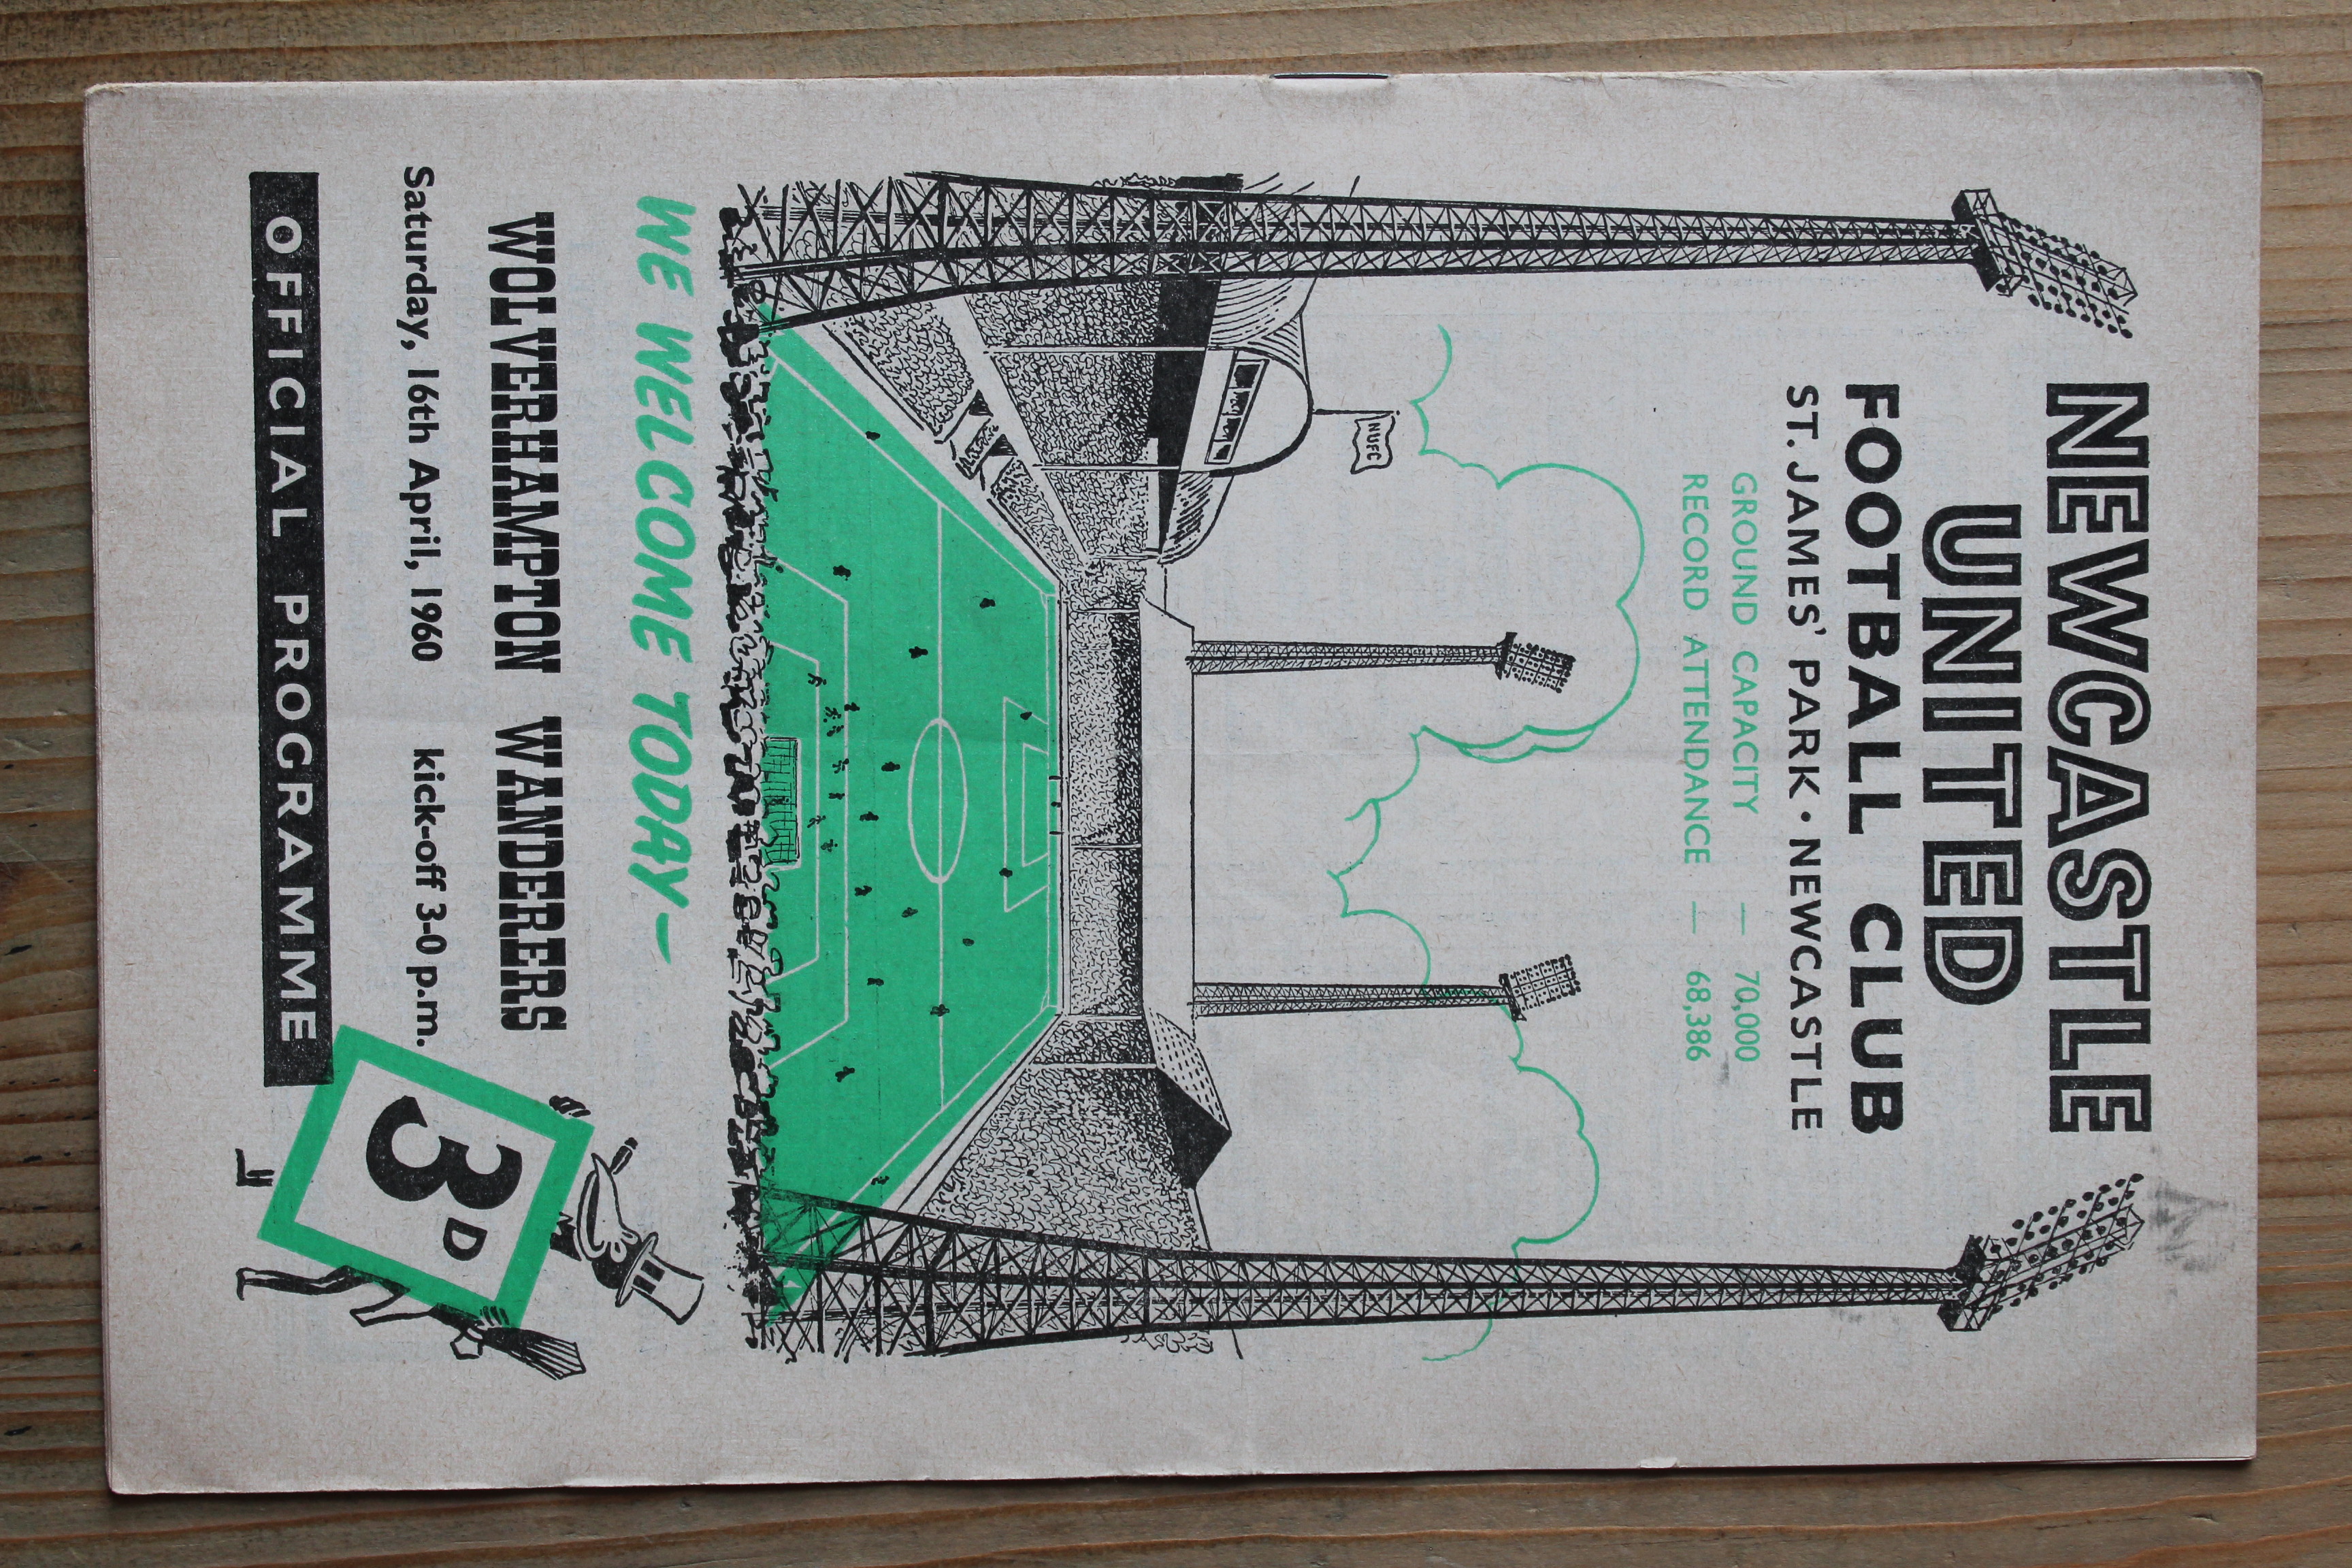 NEWCASTLE
UNITED
FOOTBALL CLUB
ST. JAMES' PARK · NEWCASTLE
GROUND CAPACITY — 70,000
RECORD ATTENDANCE — 68,386
NUFC
WE WELCOME TODAY—
WOLVERHAMPTON WANDERERS
Saturday, 16th April, 1960 kick-off 3-0 p.m.
OFFICIAL PROGRAMME
3D